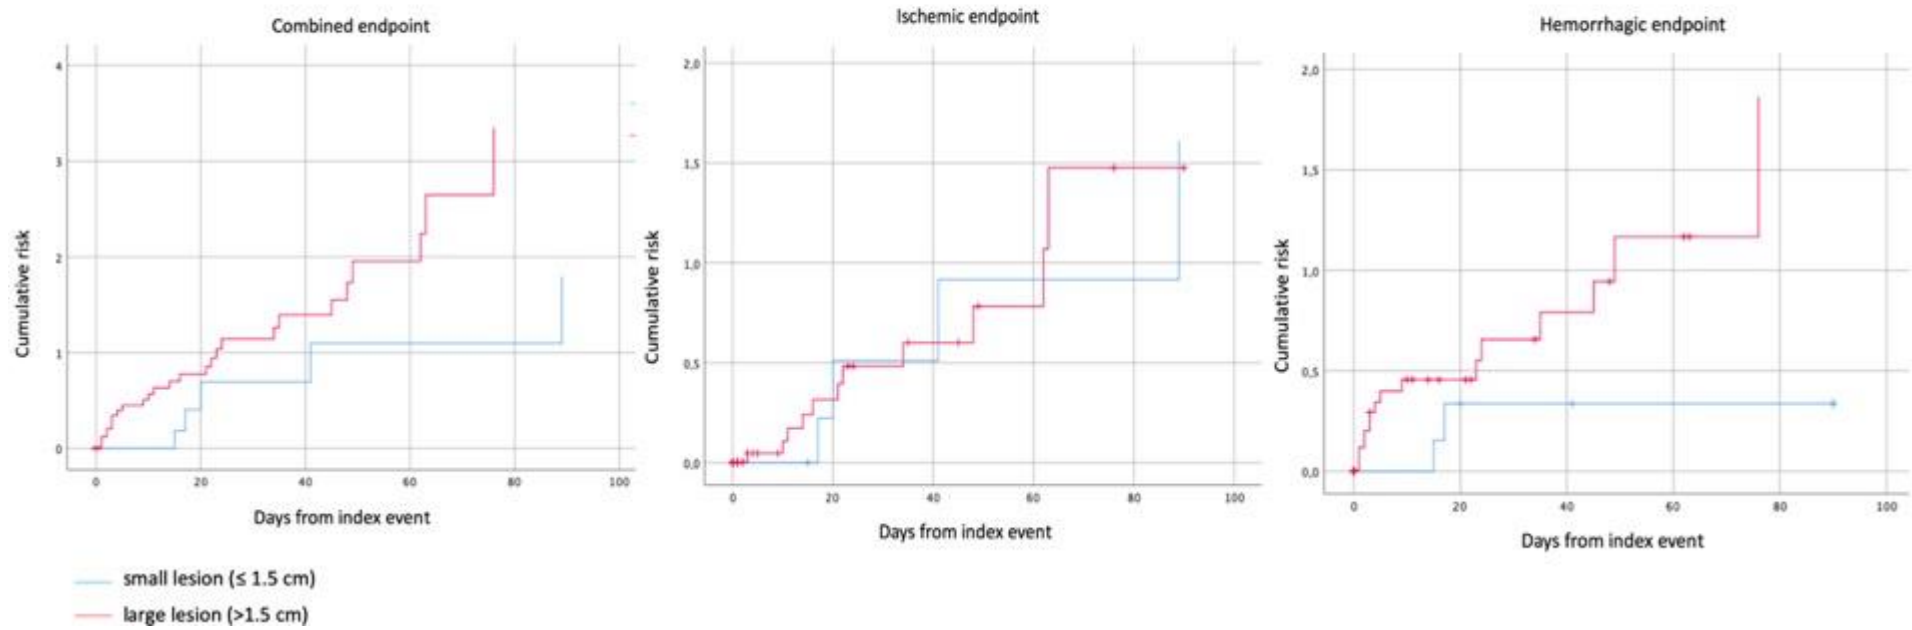 Combined endpoint
4
3
2
1
0
Cumulative risk
0 20 40 60 80 100
Days from index event
Ischemic endpoint
2,0
1,5
1,0
0,5
0,0
Cumulative risk
0 20 40 60 80 100
Days from index event
Hemorrhagic endpoint
2,0
1,5
1,0
0,5
0,0
Cumulative risk
0 20 40 60 80 100
Days from index event
small lesion (≤ 1.5 cm)
large lesion (>1.5 cm)